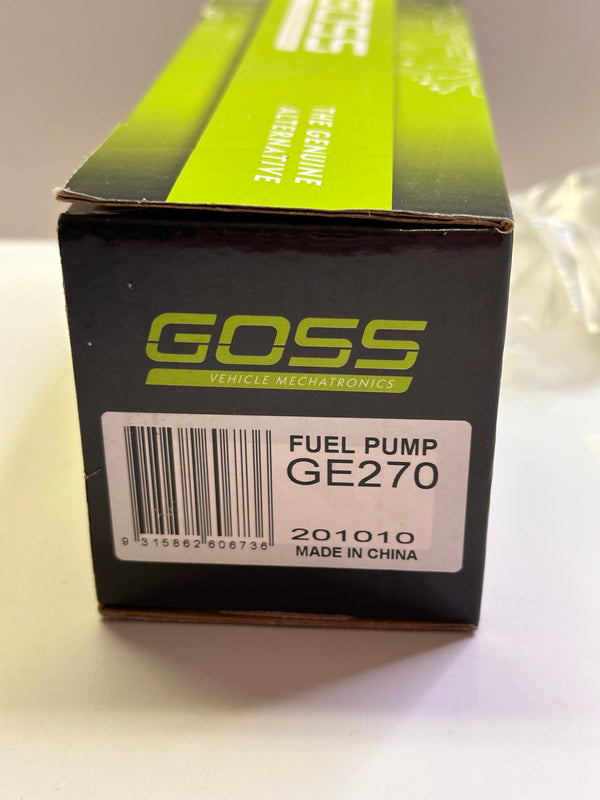 GOSS
THE GENUINE
ALTERNATIVE
GOSS
VEHICLE MECHATRONICS
FUEL PUMP
GE270
9 315862 606736
201010
MADE IN CHINA